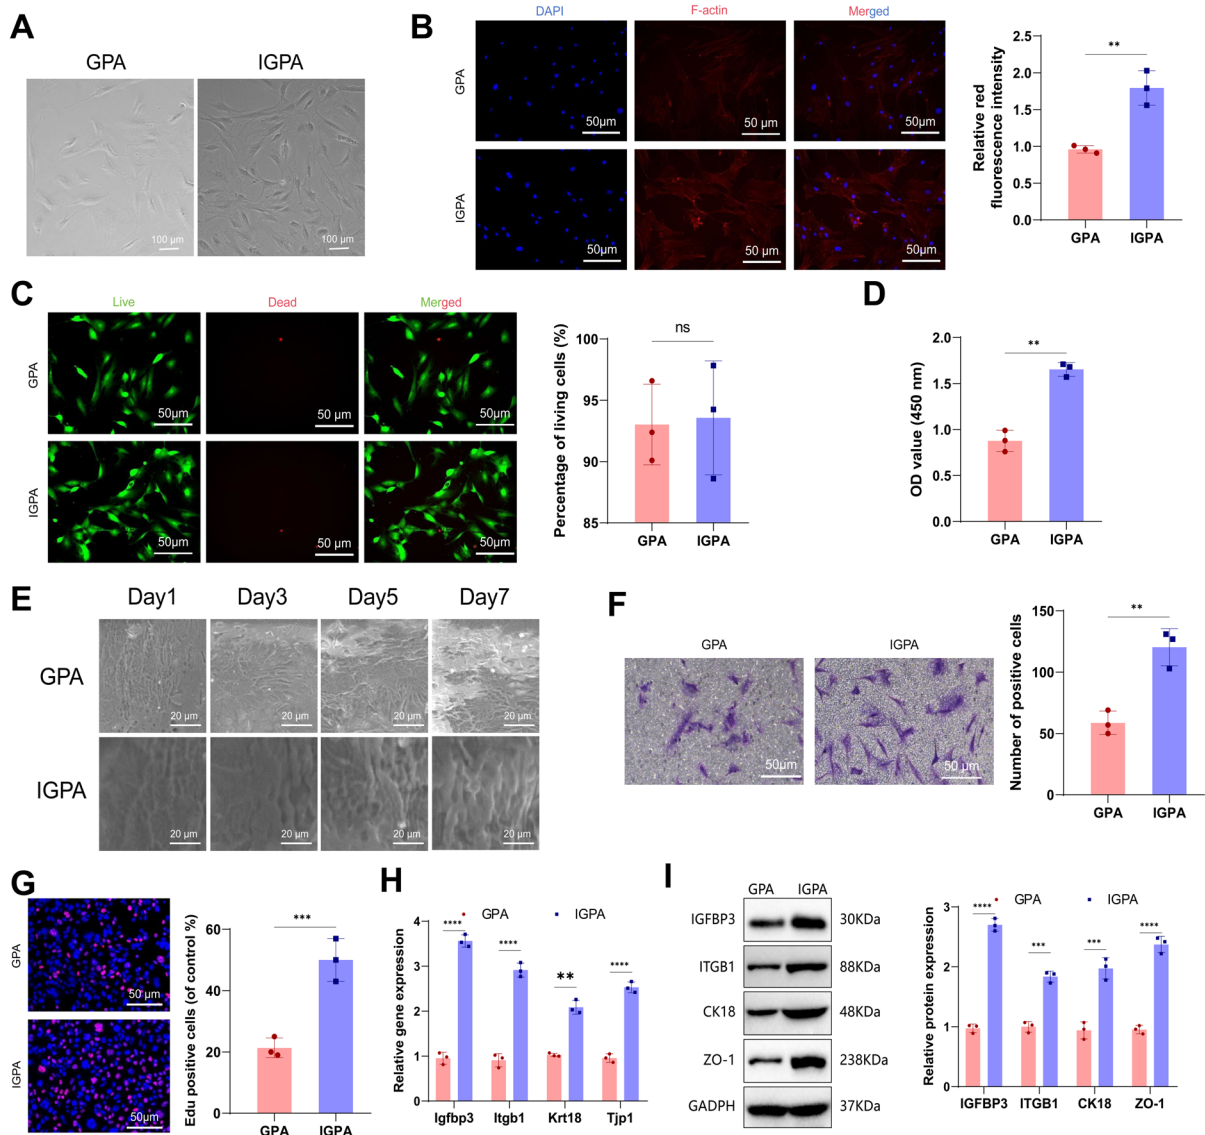 A
GPA
IGPA
100 µm
100 µm
B
DAPI
F-actin
Merged
GPA
50µm
50 µm
50µm
IGPA
50µm
50 µm
50µm
Relative red
fluorescence intensity
2.5
2.0
1.5
1.0
0.5
0.0
**
GPA
IGPA
C
Live
Dead
Merged
GPA
50µm
50 µm
50µm
IGPA
50µm
50 µm
50µm
Percentage of living cells (%)
100
95
90
85
ns
GPA
IGPA
D
OD value (450 nm)
2.0
1.5
1.0
0.5
0.0
**
GPA
IGPA
E
Day1
Day3
Day5
Day7
GPA
20 µm
20 µm
20 µm
20 µm
IGPA
20 µm
20 µm
20 µm
20 µm
F
GPA
IGPA
50µm
50 µm
Number of positive cells
150
100
50
0
**
GPA
IGPA
G
GPA
50 µm
IGPA
50µm
Edu positive cells (of control %)
80
60
40
20
0
***
GPA
IGPA
H
GPA
IGPA
Relative gene expression
4
3
2
1
0
****
****
**
****
Igfbp3
Itgb1
Krt18
Tjp1
I
GPA
IGPA
IGFBP3
30KDa
ITGB1
88KDa
CK18
48KDa
ZO-1
238KDa
GADPH
37KDa
GPA
IGPA
Relative protein expression
3
2
1
0
****
***
***
****
IGFBP3
ITGB1
CK18
ZO-1